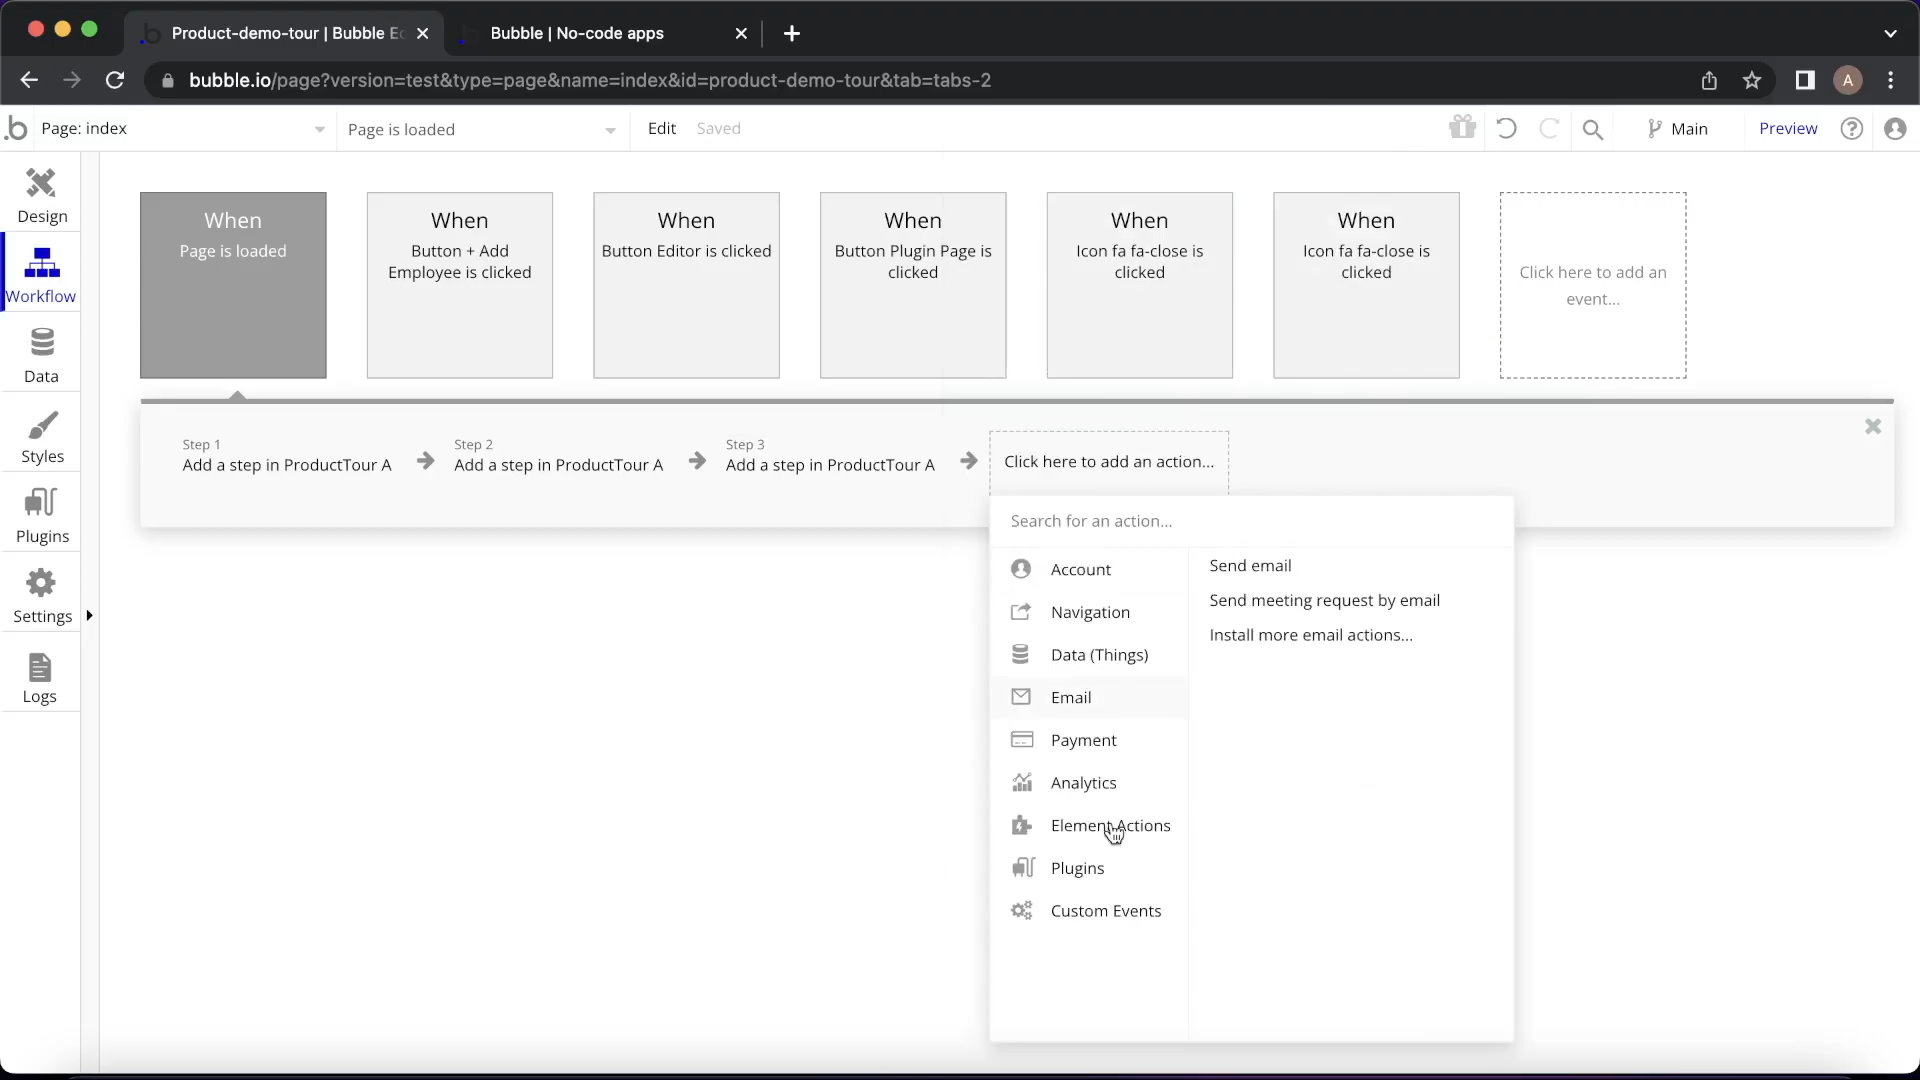 Product-demo-tour | Bubble Ec
Bubble | No-code apps
bubble.io/page?version=test&type=page&name=index&id=product-demo-tour&tab=tabs-2
A
b
Page: index
Page is loaded
Edit
Saved
Main
Preview
?
Design
Workflow
Data
Styles
Plugins
Settings
Logs
When
Page is loaded
When
Button + Add
Employee is clicked
When
Button Editor is clicked
When
Button Plugin Page is
clicked
When
Icon fa fa-close is
clicked
When
Icon fa fa-close is
clicked
Click here to add an
event...
Step 1
Add a step in ProductTour A
Step 2
Add a step in ProductTour A
Step 3
Add a step in ProductTour A
Click here to add an action...
Search for an action...
Account
Navigation
Data (Things)
Email
Payment
Analytics
Element Actions
Plugins
Custom Events
Send email
Send meeting request by email
Install more email actions...